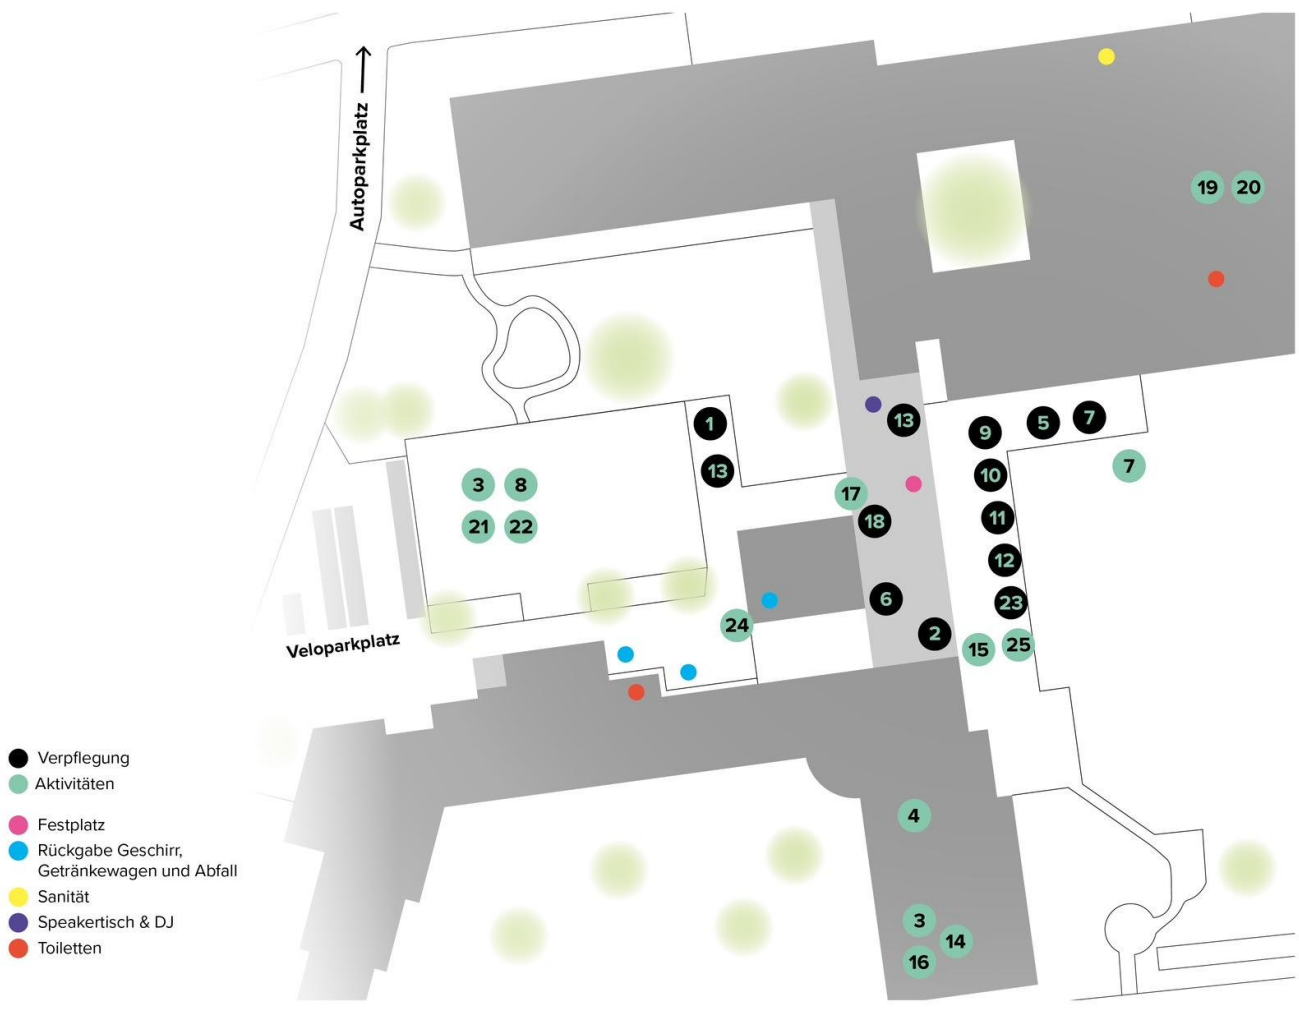 Autoparkplatz
19 20
1
13
13
9
5
7
7
10
3 8
17
11
18
21 22
12
6
23
24
2
15
25
Veloparkplatz
Verpflegung
Aktivitäten
Festplatz
Rückgabe Geschirr,
Getränkewagen und Abfall
Sanität
Speakertisch & DJ
Toiletten
4
3
14
16